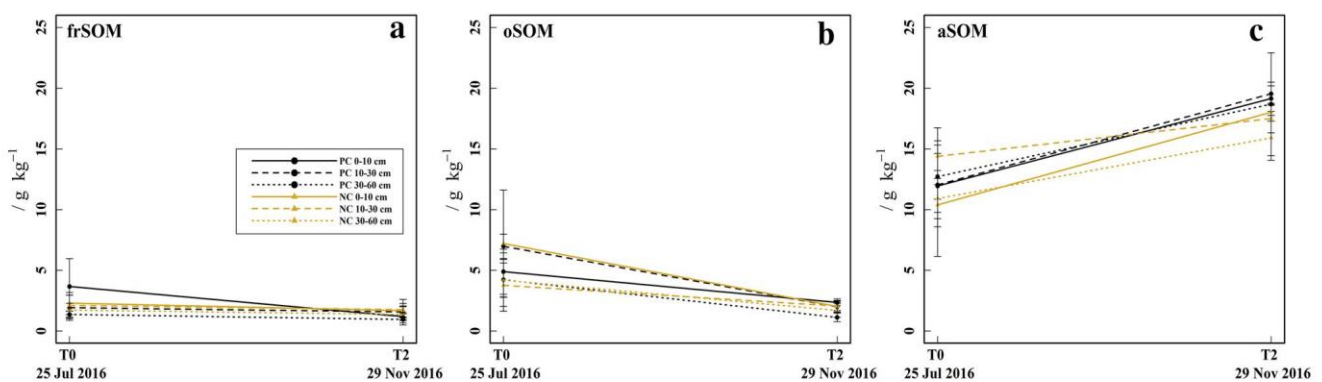 frSOM a
/ g kg⁻¹
25
20
15
10
5
0
PC 0-10 cm
PC 10-30 cm
PC 30-60 cm
NC 0-10 cm
NC 10-30 cm
NC 30-60 cm
T0 T2
25 Jul 2016 29 Nov 2016
oSOM b
/ g kg⁻¹
25
20
15
10
5
0
T0 T2
25 Jul 2016 29 Nov 2016
aSOM c
/ g kg⁻¹
25
20
15
10
5
0
T0 T2
25 Jul 2016 29 Nov 2016